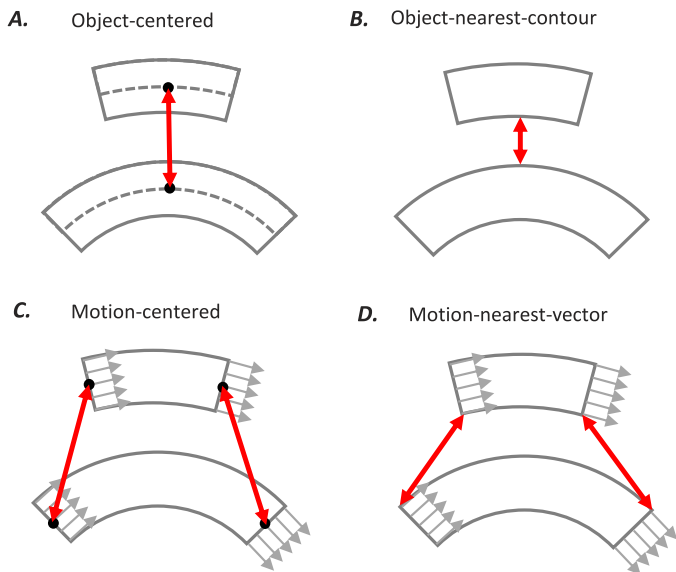 A. Object-centered
B. Object-nearest-contour
C. Motion-centered
D. Motion-nearest-vector